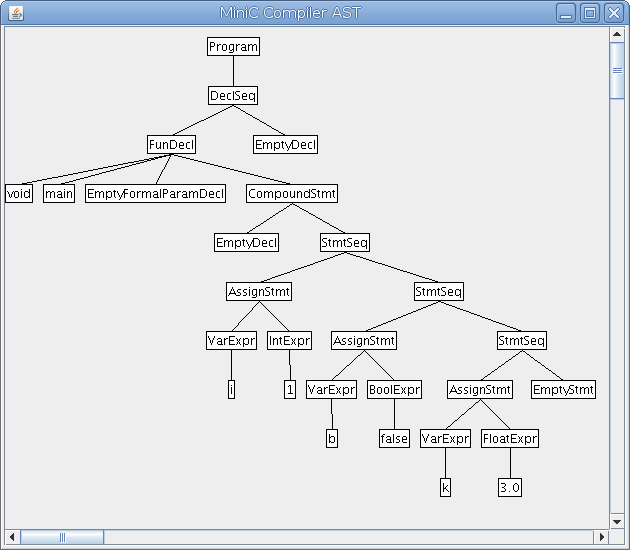 MiniC Compiler AST
Program
DeclSeq
FunDecl EmptyDecl
void main EmptyFormalParamDecl CompoundStmt
EmptyDecl StmtSeq
AssignStmt StmtSeq
VarExpr IntExpr AssignStmt StmtSeq
i 1 VarExpr BoolExpr AssignStmt EmptyStmt
b false VarExpr FloatExpr
k 3.0